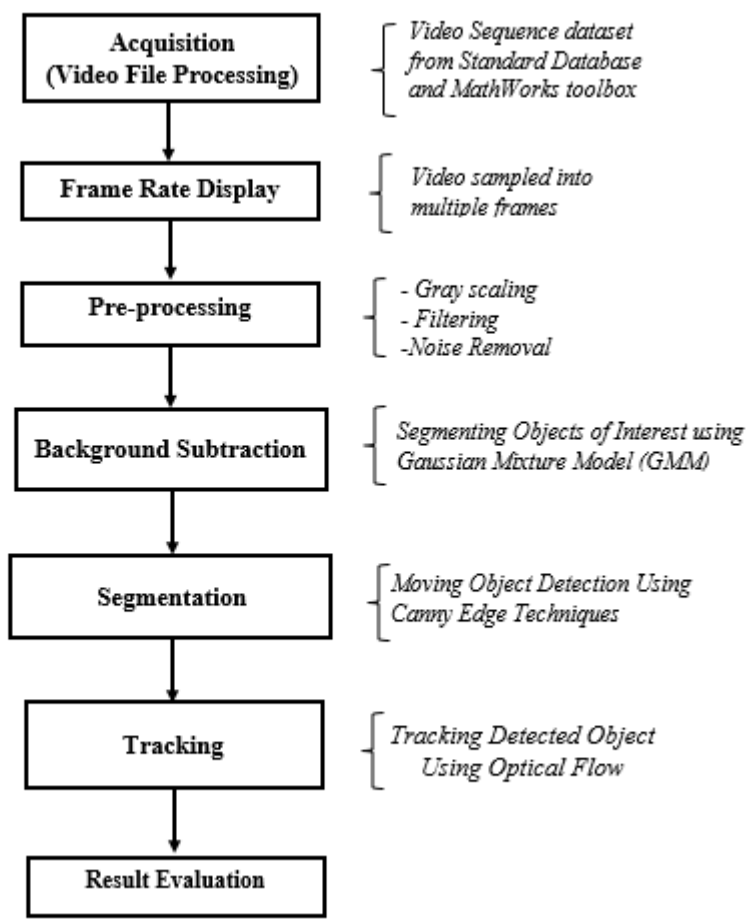 Acquisition
(Video File Processing)
Video Sequence dataset
from Standard Database
and MathWorks toolbox
Frame Rate Display
Video sampled into
multiple frames
Pre-processing
- Gray scaling
- Filtering
-Noise Removal
Background Subtraction
Segmenting Objects of Interest using
Gaussian Mixture Model (GMM)
Segmentation
Moving Object Detection Using
Canny Edge Techniques
Tracking
Tracking Detected Object
Using Optical Flow
Result Evaluation